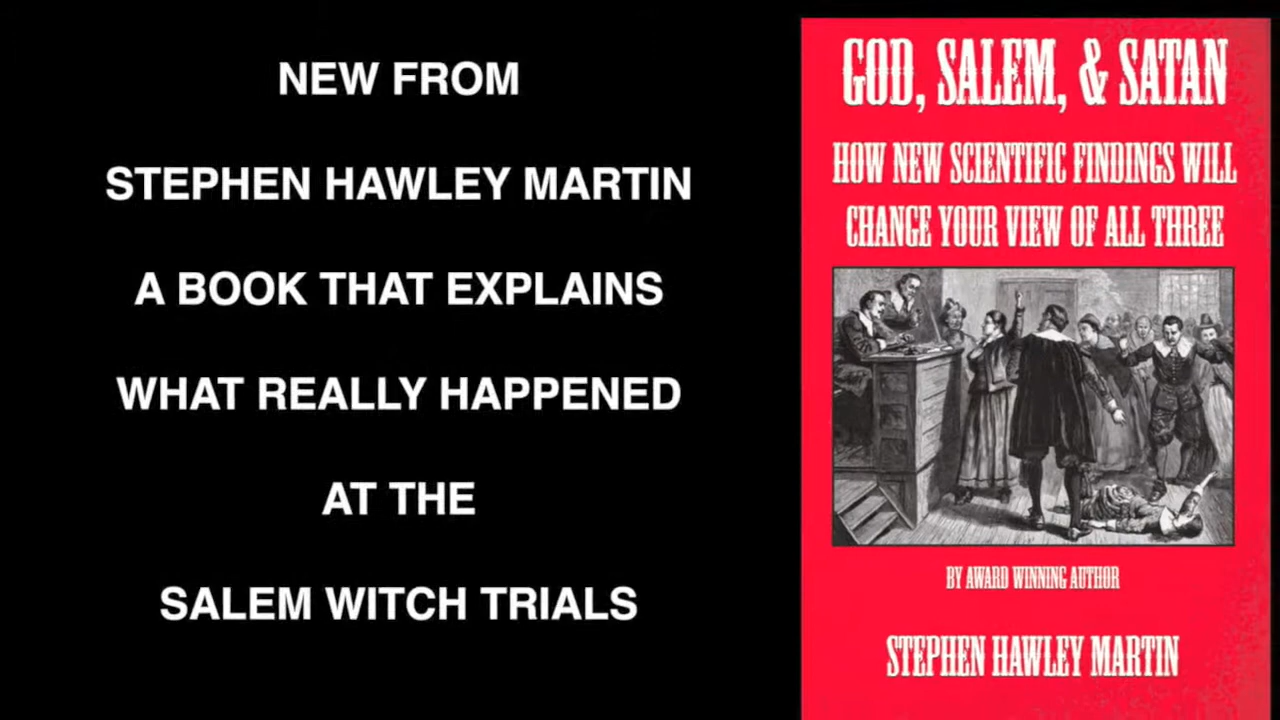 NEW FROM
STEPHEN HAWLEY MARTIN
A BOOK THAT EXPLAINS
WHAT REALLY HAPPENED
AT THE
SALEM WITCH TRIALS
GOD, SALEM, & SATAN
HOW NEW SCIENTIFIC FINDINGS WILL
CHANGE YOUR VIEW OF ALL THREE
BY AWARD WINNING AUTHOR
STEPHEN HAWLEY MARTIN